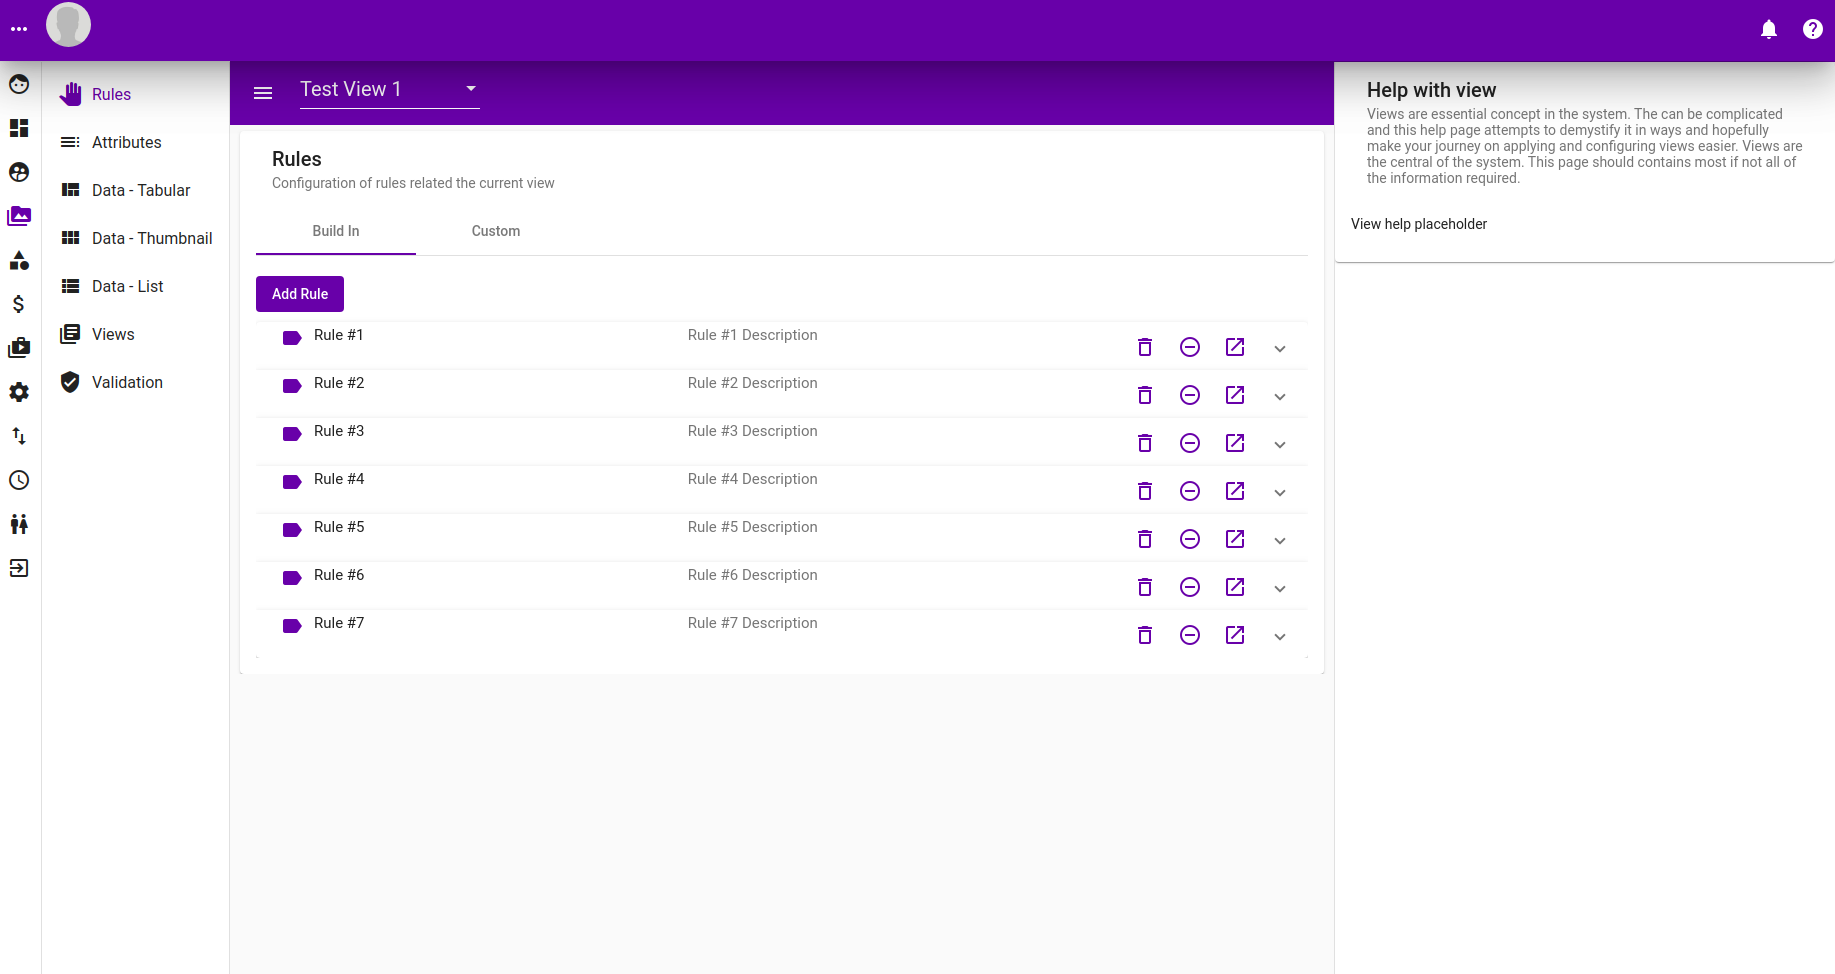 Rules
Attributes
Data - Tabular
Data - Thumbnail
Data - List
Views
Validation
Test View 1
Rules
Configuration of rules related the current view
Build In
Custom
Add Rule
Rule #1 Rule #1 Description
Rule #2 Rule #2 Description
Rule #3 Rule #3 Description
Rule #4 Rule #4 Description
Rule #5 Rule #5 Description
Rule #6 Rule #6 Description
Rule #7 Rule #7 Description
Help with view
Views are essential concept in the system. The can be complicated
and this help page attempts to demystify it in ways and hopefully
make your journey on applying and configuring views easier. Views are
the central of the system. This page should contains most if not all of
the information required.
View help placeholder